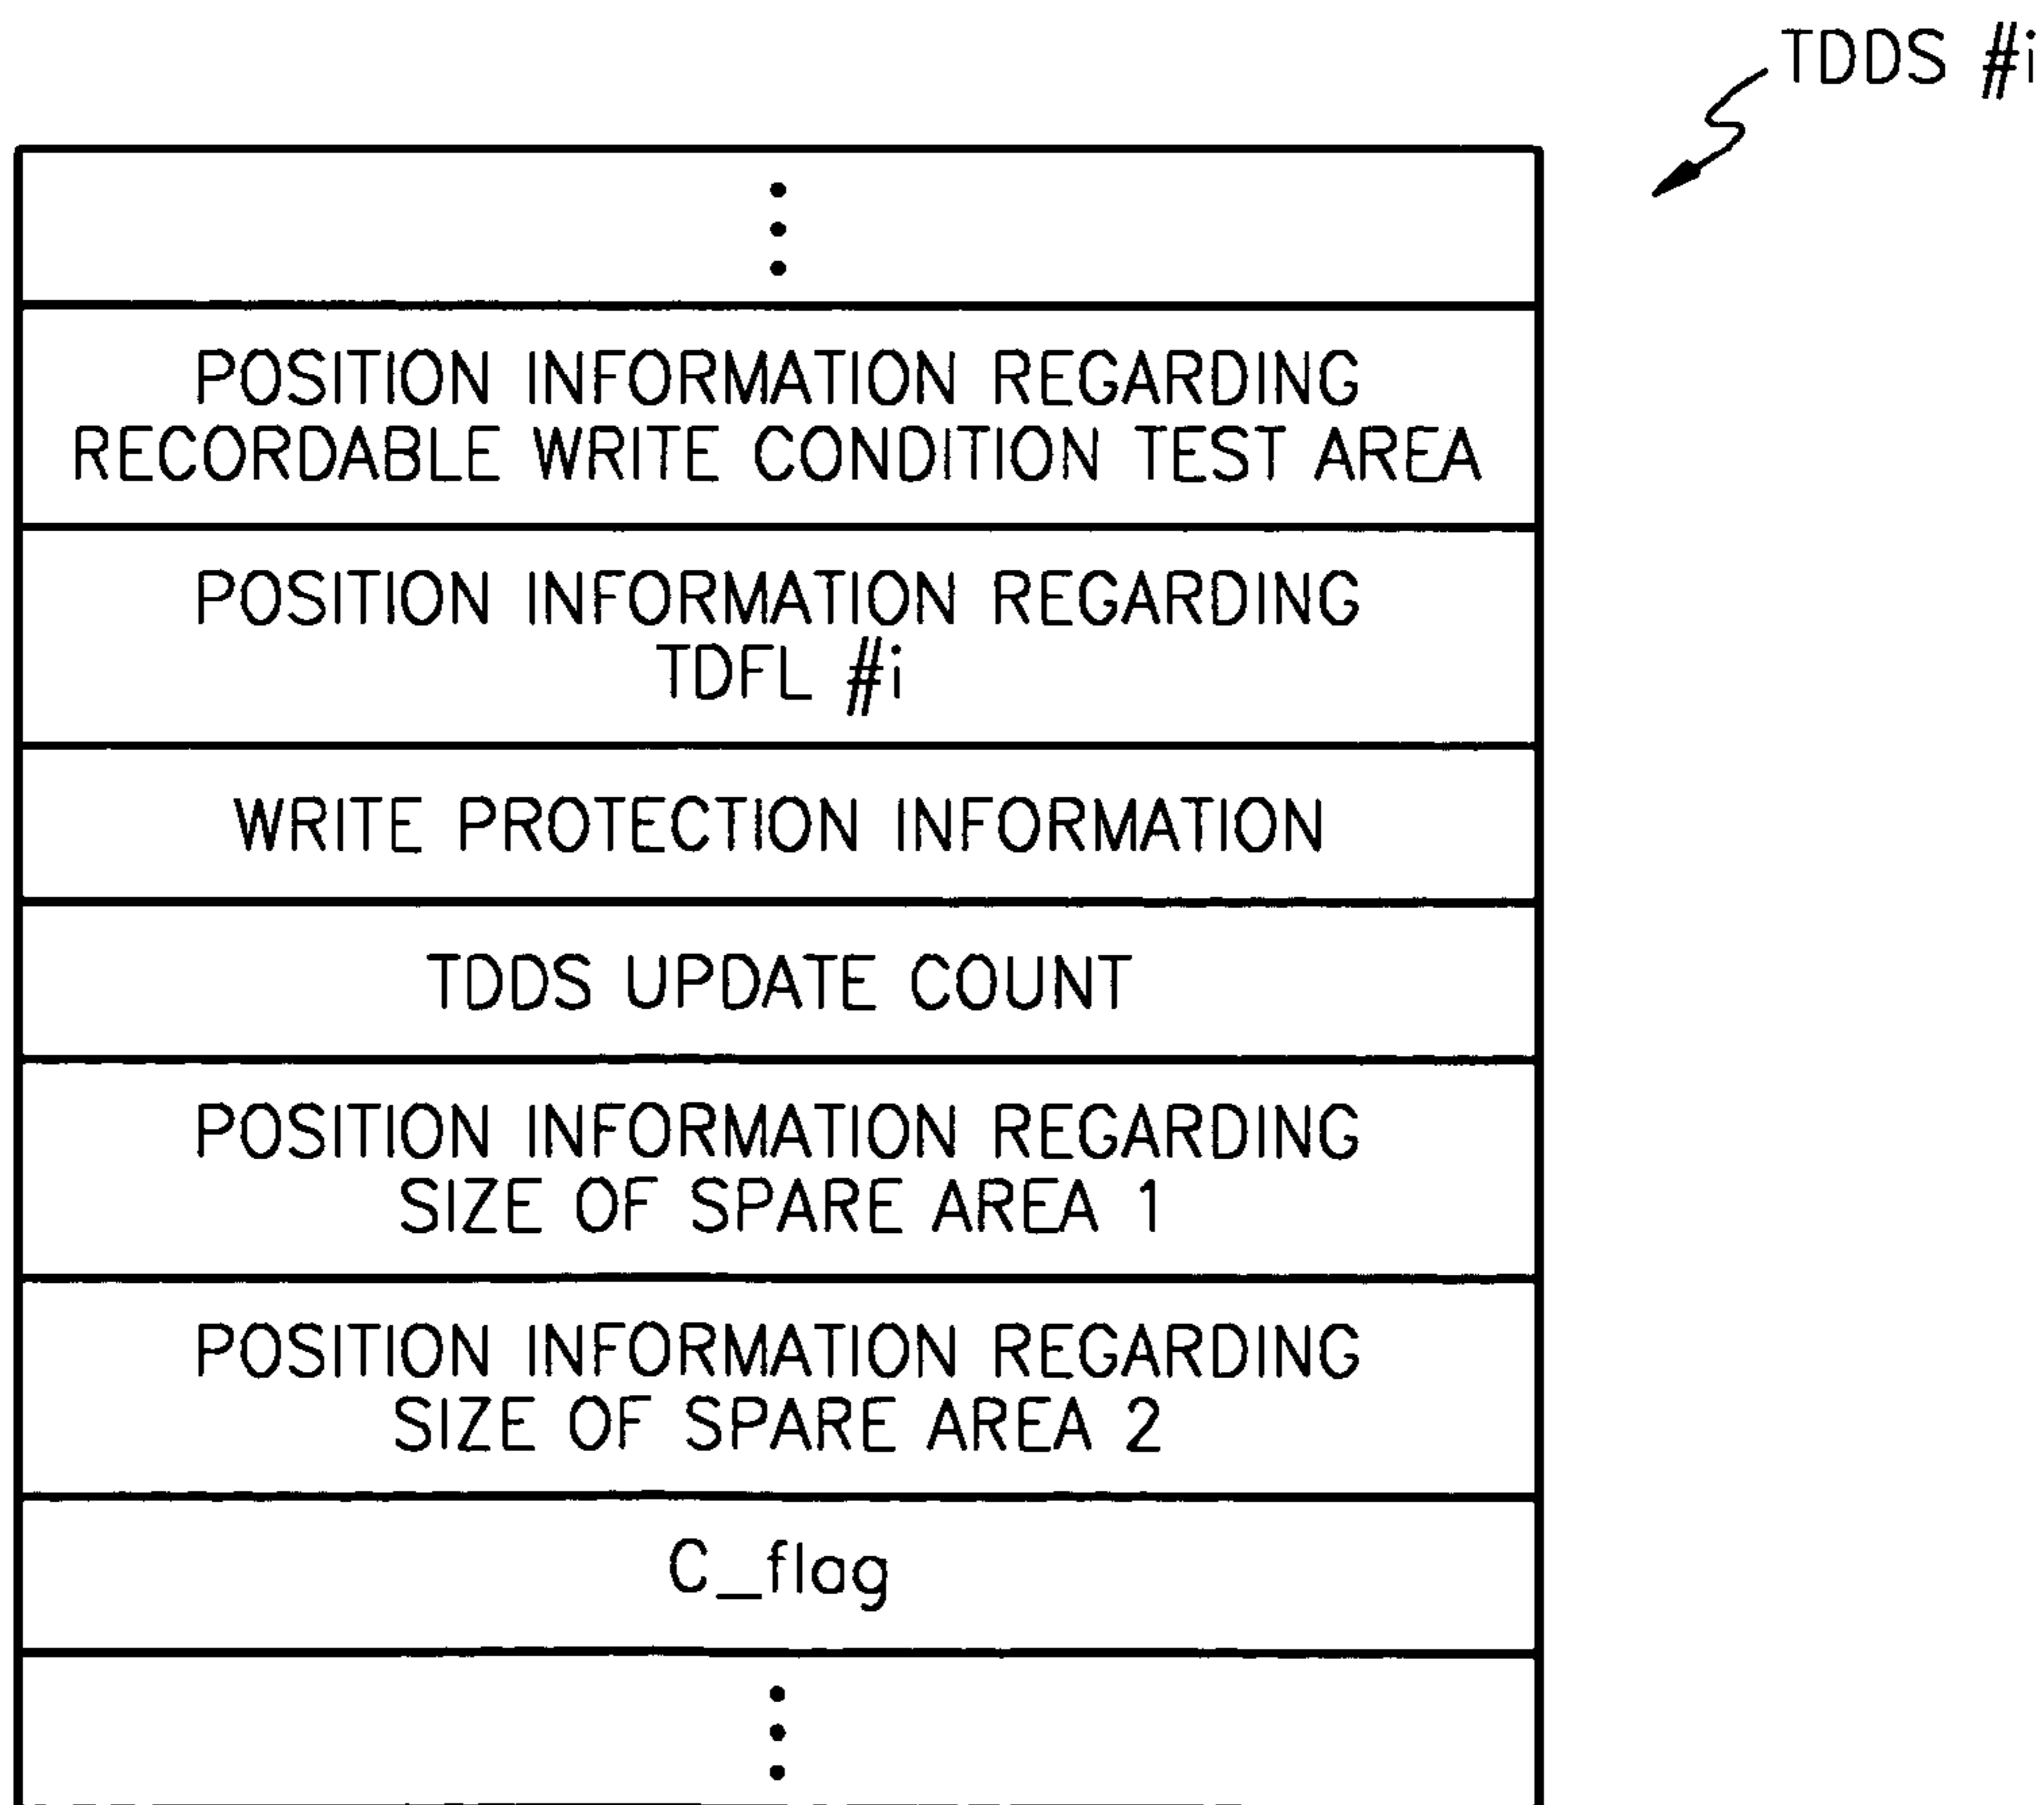 TDDS #i
POSITION INFORMATION REGARDING
RECORDABLE WRITE CONDITION TEST AREA
POSITION INFORMATION REGARDING
TDFL #i
WRITE PROTECTION INFORMATION
TDDS UPDATE COUNT
POSITION INFORMATION REGARDING
SIZE OF SPARE AREA 1
POSITION INFORMATION REGARDING
SIZE OF SPARE AREA 2
C_flag